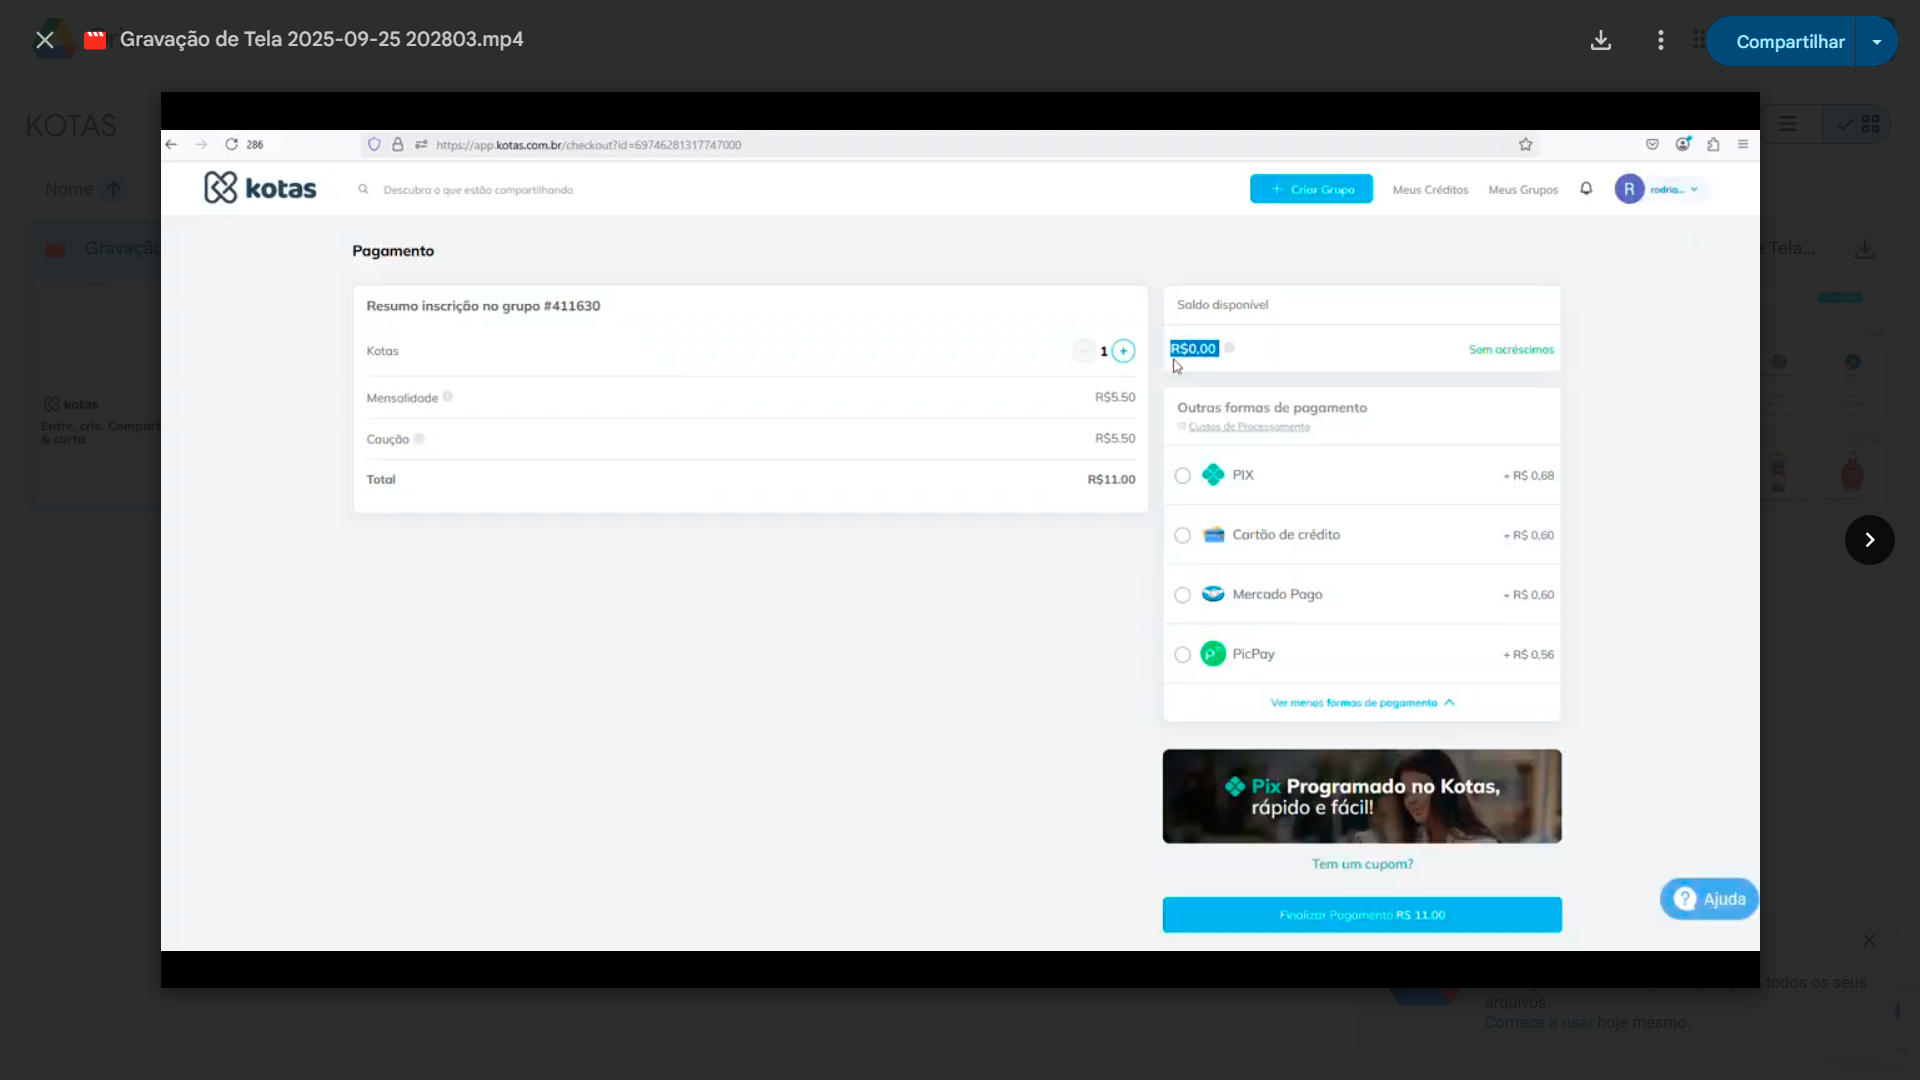 Gravação de Tela 2025-09-25 202803.mp4
Compartilhar
KOTAS
Nome
Gravação
e Tela...
286
https://app.kotas.com.br/checkout?id=69746281317747000
kotas
Descubra o que estão compartilhando
+ Criar Grupo
Meus Créditos
Meus Grupos
R
rodrig...
Pagamento
Resumo inscrição no grupo #411630
Kotas
1
Mensalidade
R$5.50
Caução
R$5.50
Total
R$11.00
Saldo disponível
R$0,00
Sem acréscimos
Outras formas de pagamento
Custos de Processamento
PIX
+ R$ 0,68
Cartão de crédito
+ R$ 0,60
Mercado Pago
+ R$ 0,60
PicPay
+ R$ 0,56
Ver menos formas de pagamento
Pix Programado no Kotas,
rápido e fácil!
Tem um cupom?
Finalizar Pagamento R$ 11.00
? Ajuda
kotas
Entre, crie. Compart
& curta
todos os seus
arquivos.
Comece a usar hoje mesmo.